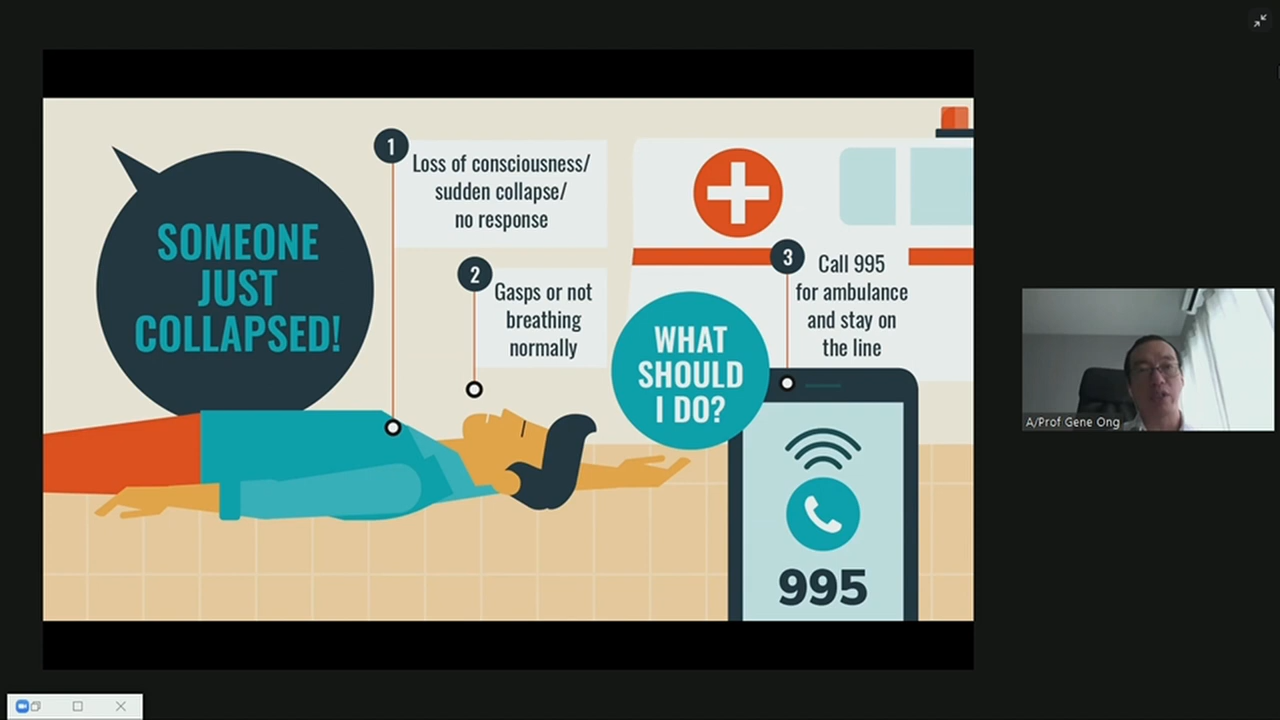 SOMEONE
JUST
COLLAPSED!
1
Loss of consciousness/
sudden collapse/
no response
2
Gasps or not
breathing
normally
WHAT
SHOULD
I DO?
3
Call 995
for ambulance
and stay on
the line
995
A/Prof Gene Ong